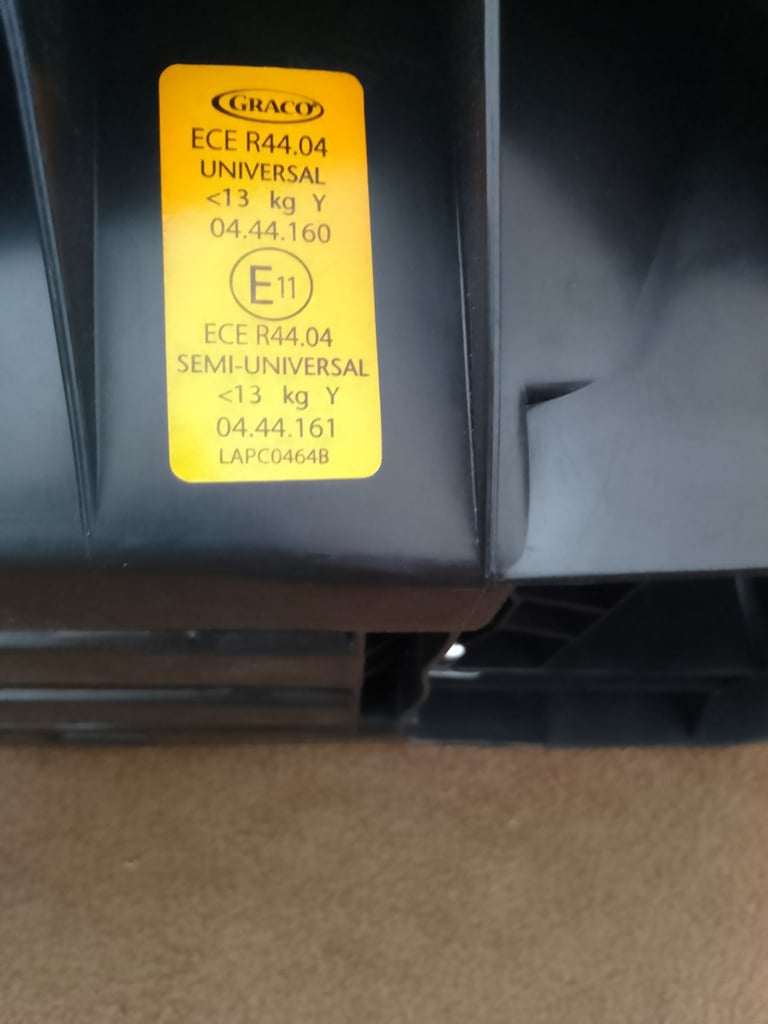 GRACO
ECE R44.04
UNIVERSAL
<13 kg Y
04.44.160
E11
ECE R44.04
SEMI-UNIVERSAL
<13 kg Y
04.44.161
LAPC0464B